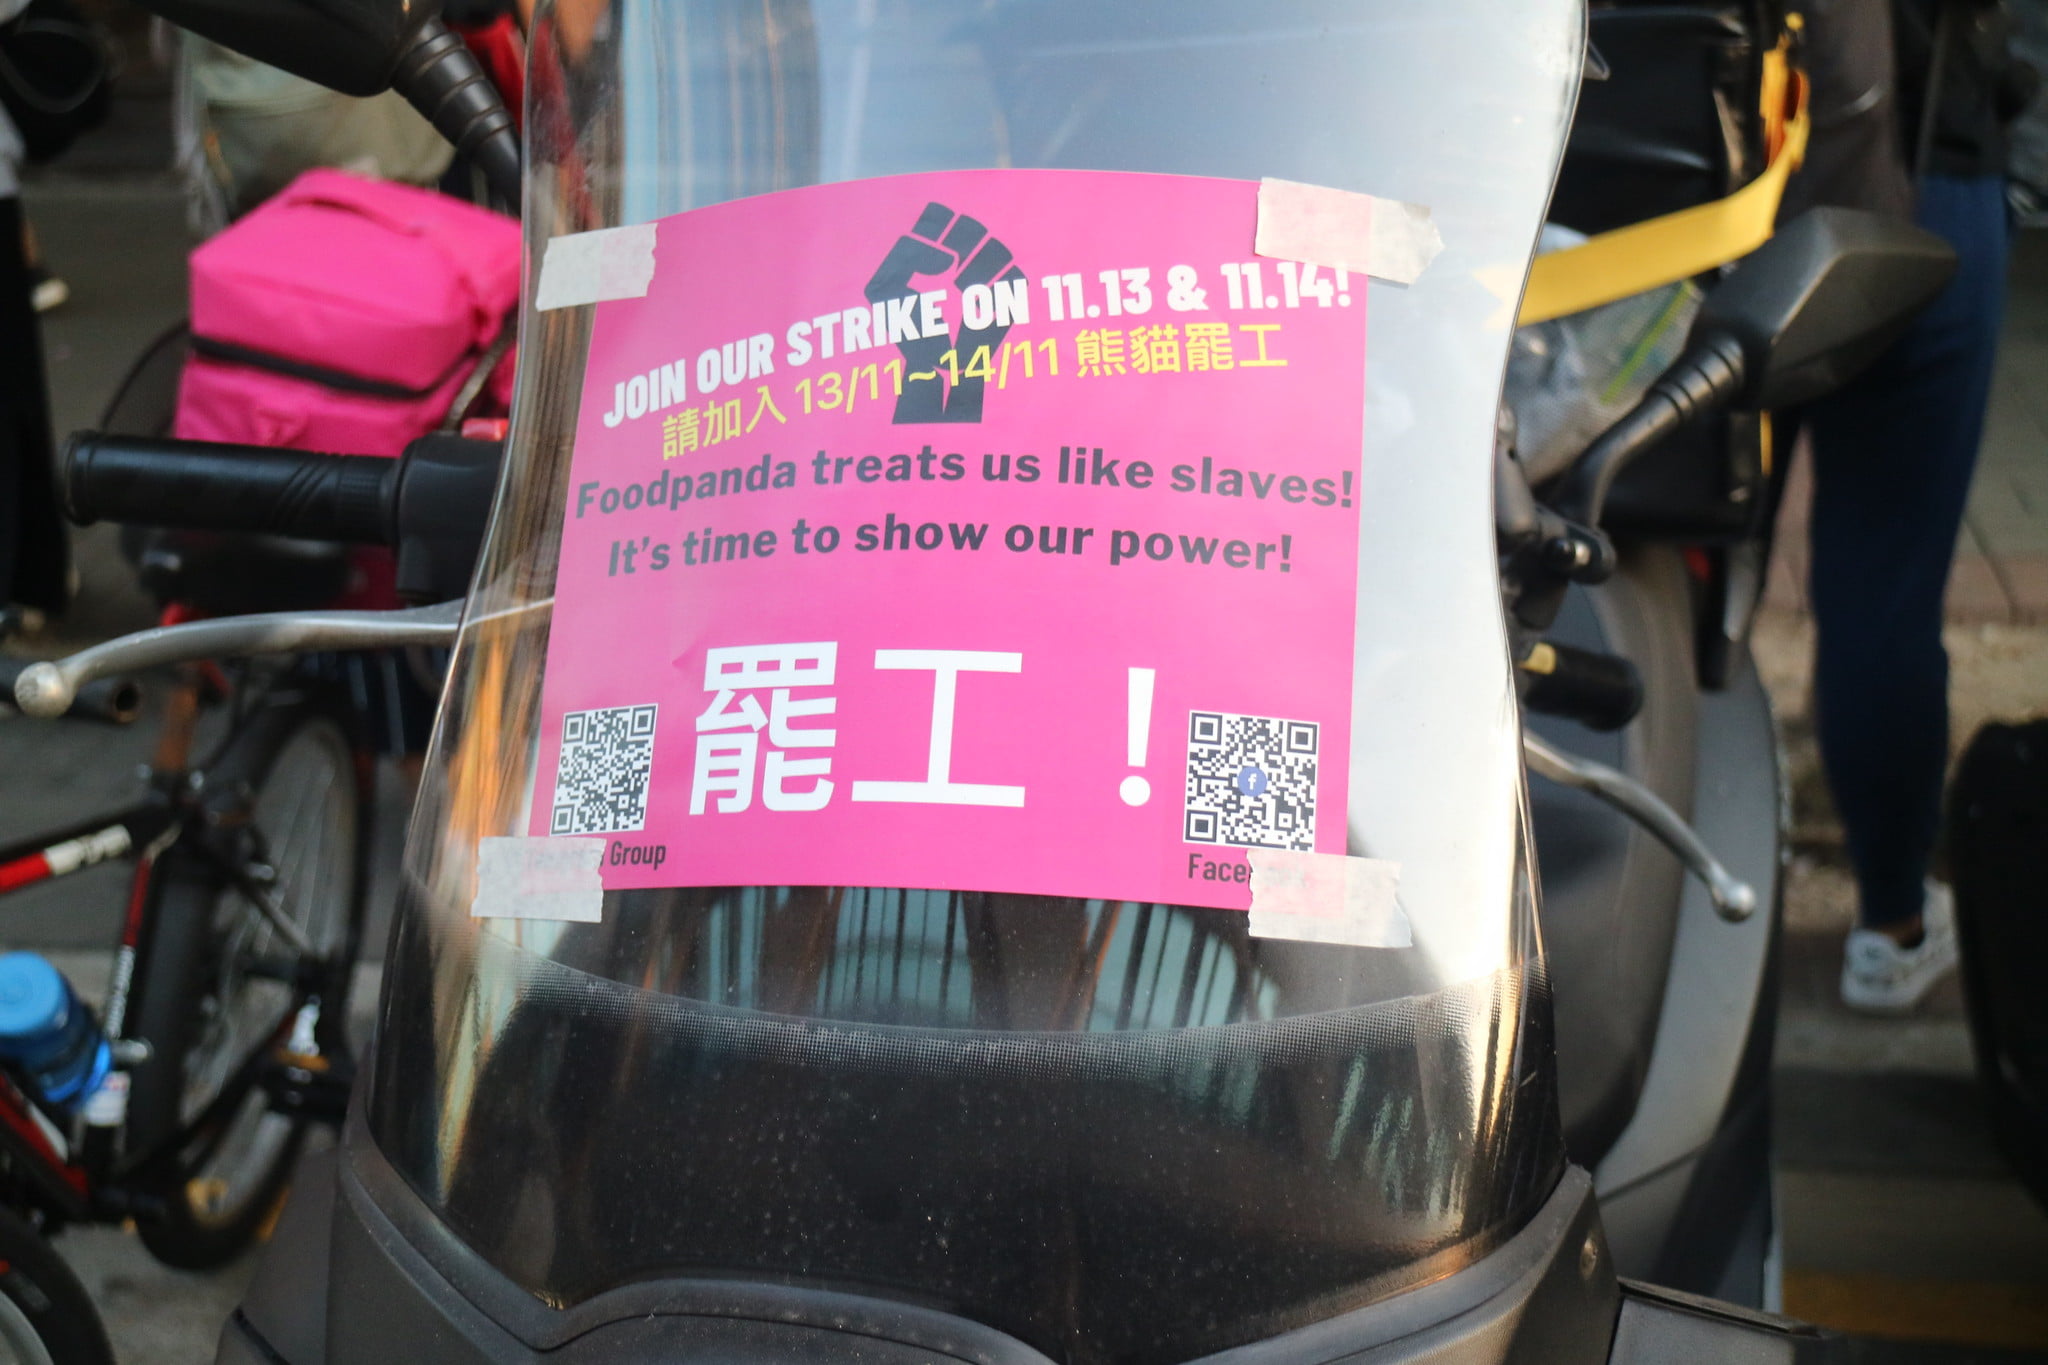 JOIN OUR STRIKE ON 11.13 & 11.14!
請加入 13/11~14/11 熊貓罷工
Foodpanda treats us like slaves!
It's time to show our power!
罷工！
Group